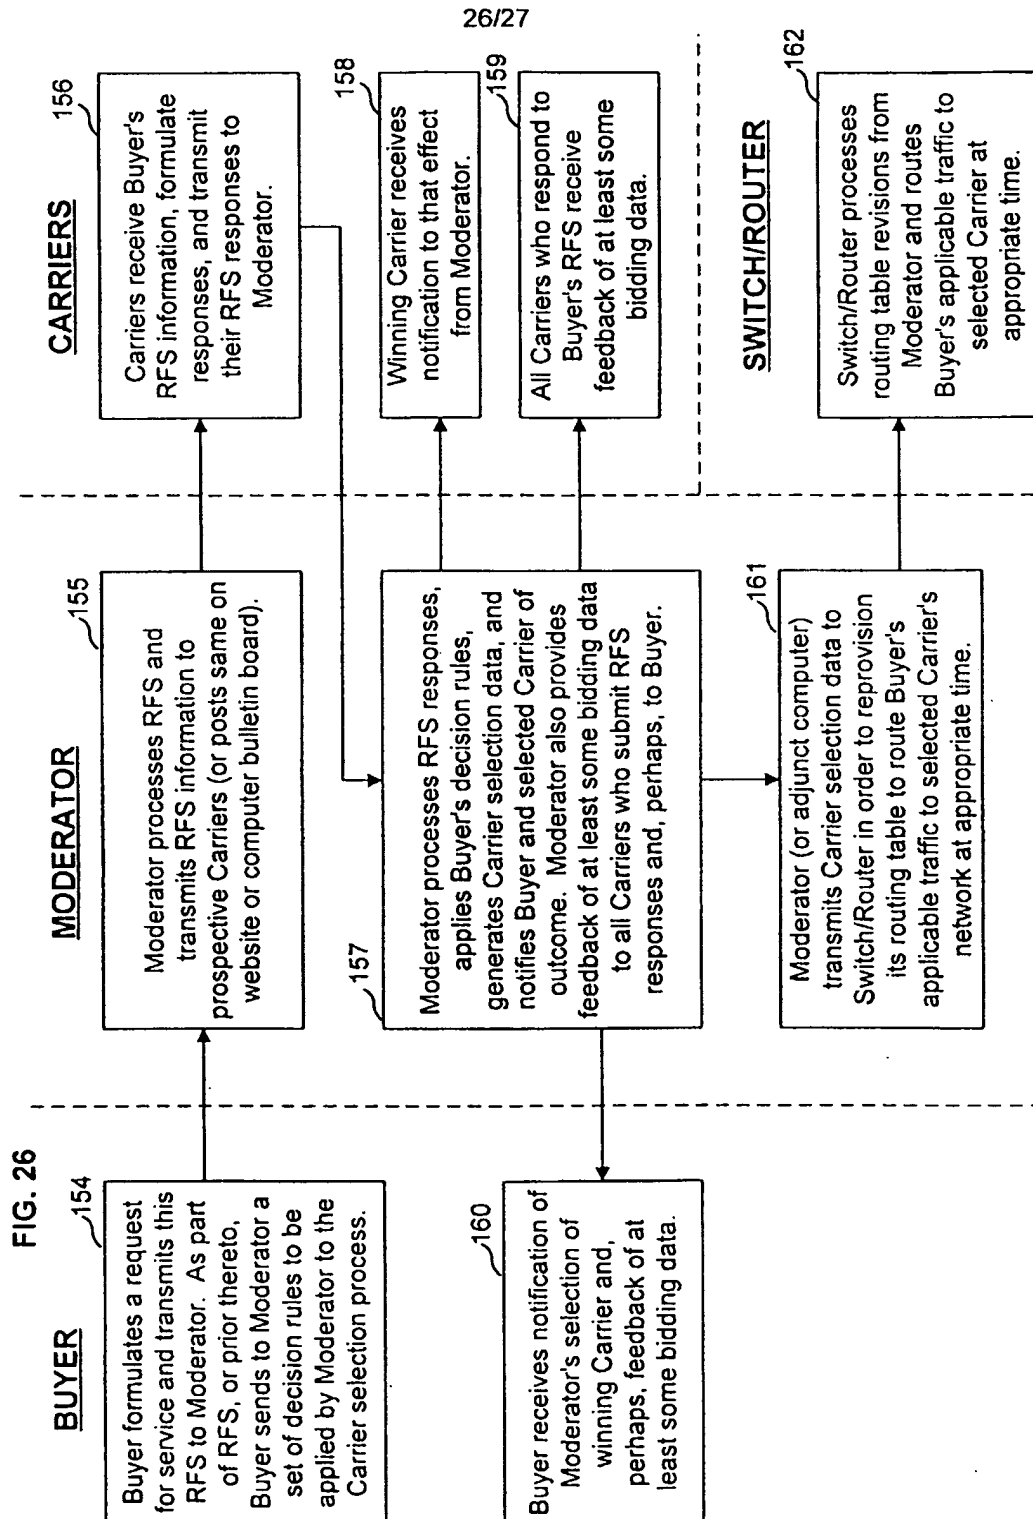 26/27
FIG. 26
BUYER
154
Buyer formulates a request
for service and transmits this
RFS to Moderator. As part
of RFS, or prior thereto,
Buyer sends to Moderator a
set of decision rules to be
applied by Moderator to the
Carrier selection process.
160
Buyer receives notification of
Moderator's selection of
winning Carrier and,
perhaps, feedback of at
least some bidding data.
MODERATOR
155
Moderator processes RFS and
transmits RFS information to
prospective Carriers (or posts same on
website or computer bulletin board).
157
Moderator processes RFS responses,
applies Buyer's decision rules,
generates Carrier selection data, and
notifies Buyer and selected Carrier of
outcome. Moderator also provides
feedback of at least some bidding data
to all Carriers who submit RFS
responses and, perhaps, to Buyer.
161
Moderator (or adjunct computer)
transmits Carrier selection data to
Switch/Router in order to reprovision
its routing table to route Buyer's
applicable traffic to selected Carrier's
network at appropriate time.
CARRIERS
156
Carriers receive Buyer's
RFS information, formulate
responses, and transmit
their RFS responses to
Moderator.
158
Winning Carrier receives
notification to that effect
from Moderator.
159
All Carriers who respond to
Buyer's RFS receive
feedback of at least some
bidding data.
SWITCH/ROUTER
162
Switch/Router processes
routing table revisions from
Moderator and routes
Buyer's applicable traffic to
selected Carrier at
appropriate time.